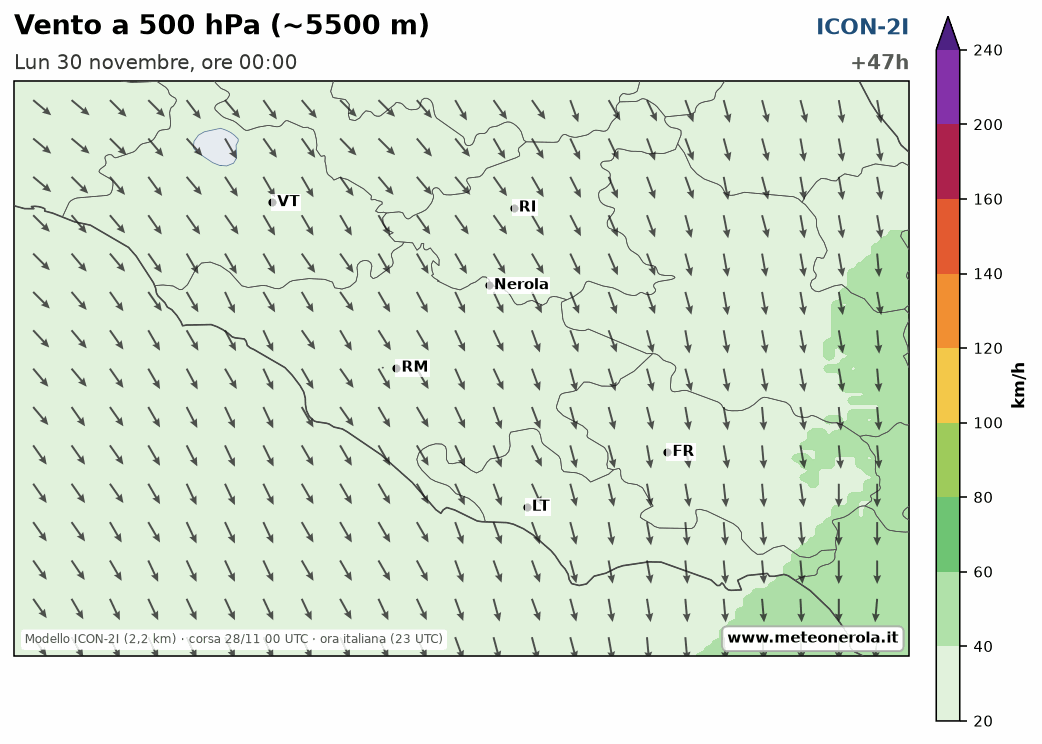 Vento a 500 hPa (~5500 m)
ICON-2I
Lun 30 novembre, ore 00:00
+47h
240
200
160
140
120
100
80
60
40
20
km/h
VT
RI
Nerola
RM
FR
LT
Modello ICON-2I (2,2 km) · corsa 28/11 00 UTC · ora italiana (23 UTC)
www.meteonerola.it